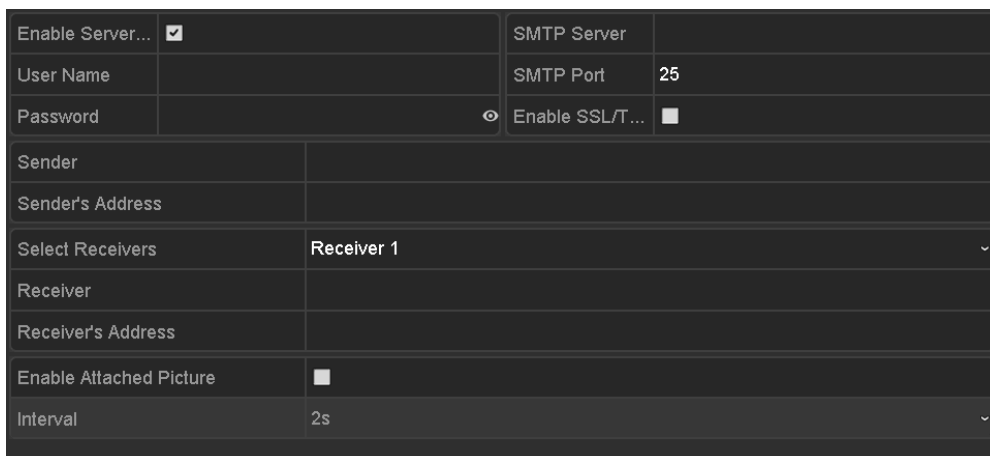 Enable Server... SMTP Server
User Name SMTP Port 25
Password Enable SSL/T...
Sender
Sender's Address
Select Receivers Receiver 1
Receiver
Receiver's Address
Enable Attached Picture
Interval 2s